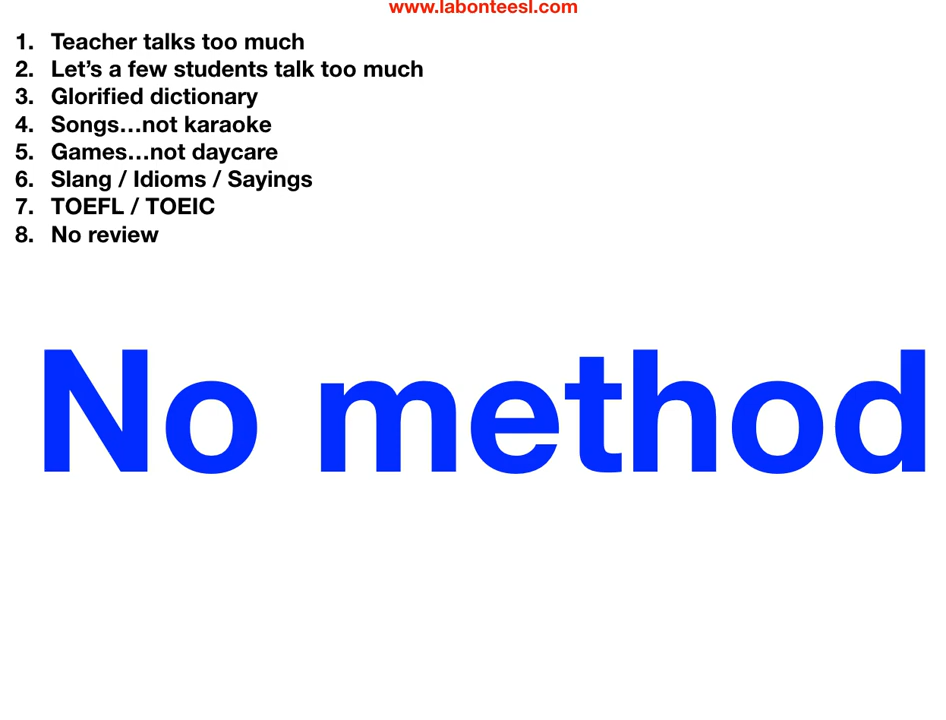 www.labonteesl.com
1. Teacher talks too much
2. Let's a few students talk too much
3. Glorified dictionary
4. Songs…not karaoke
5. Games…not daycare
6. Slang / Idioms / Sayings
7. TOEFL / TOEIC
8. No review
No method